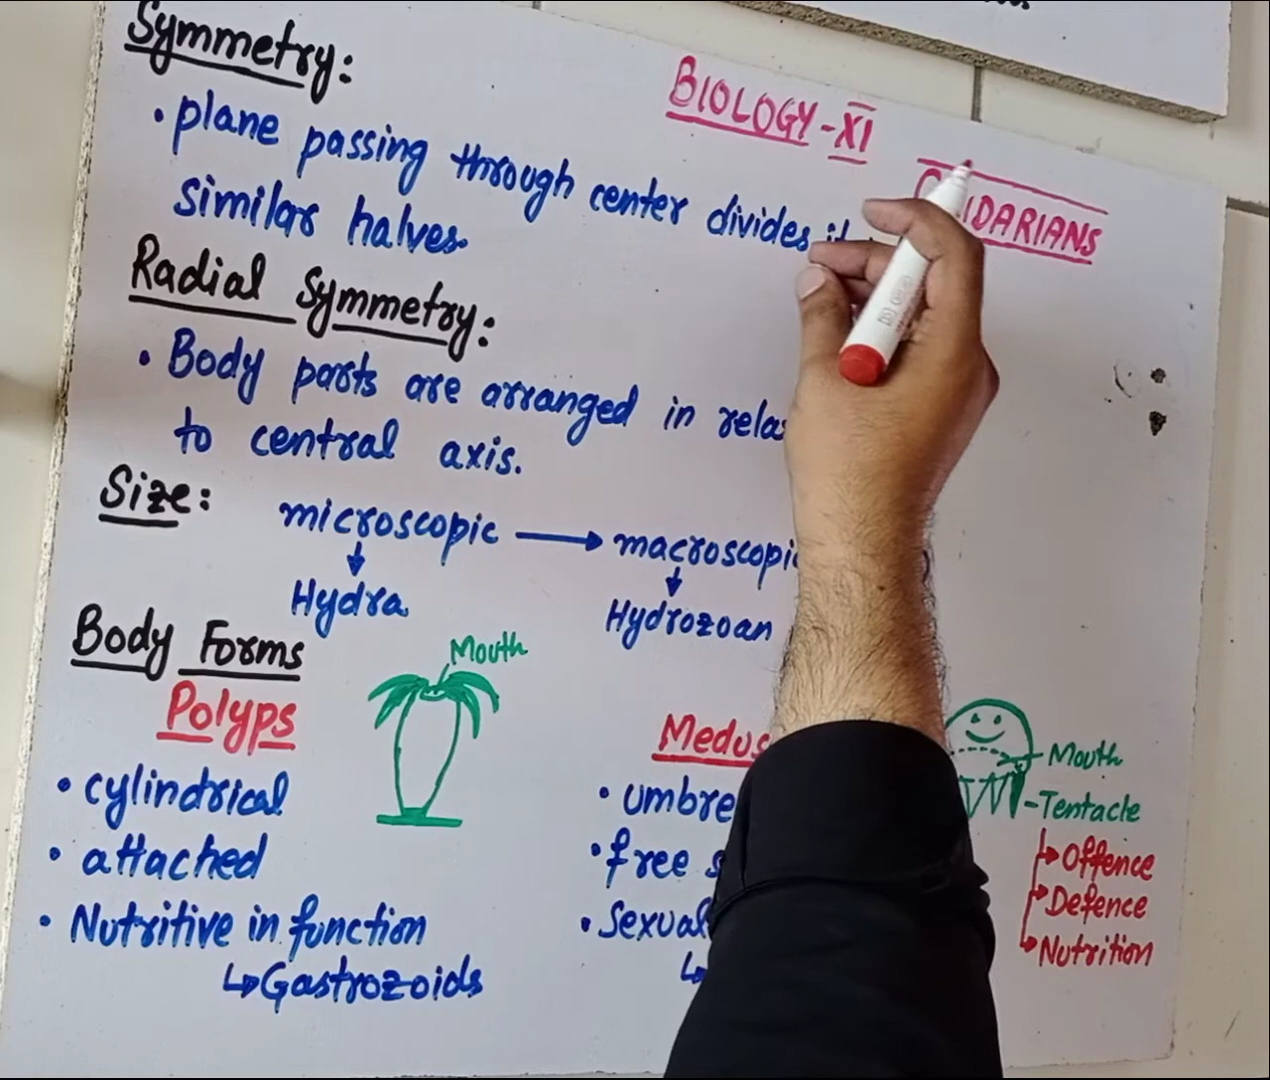 Symmetry:
BIOLOGY-XI
IDARIANS
• plane passing through center divides
similar halves.
Radial Symmetry:
• Body parts are arranged in
to central axis.
Size:
microscopic → macroscopic
Hydra
Hydrozoan
Body Forms
Mouth
Polyps
• cylindrical
• attached
• Nutritive in function
↳ Gastrozoids
Medus
• umbre
• free s
• Sexual
Mouth
-Tentacle
Offence
Defence
Nutrition